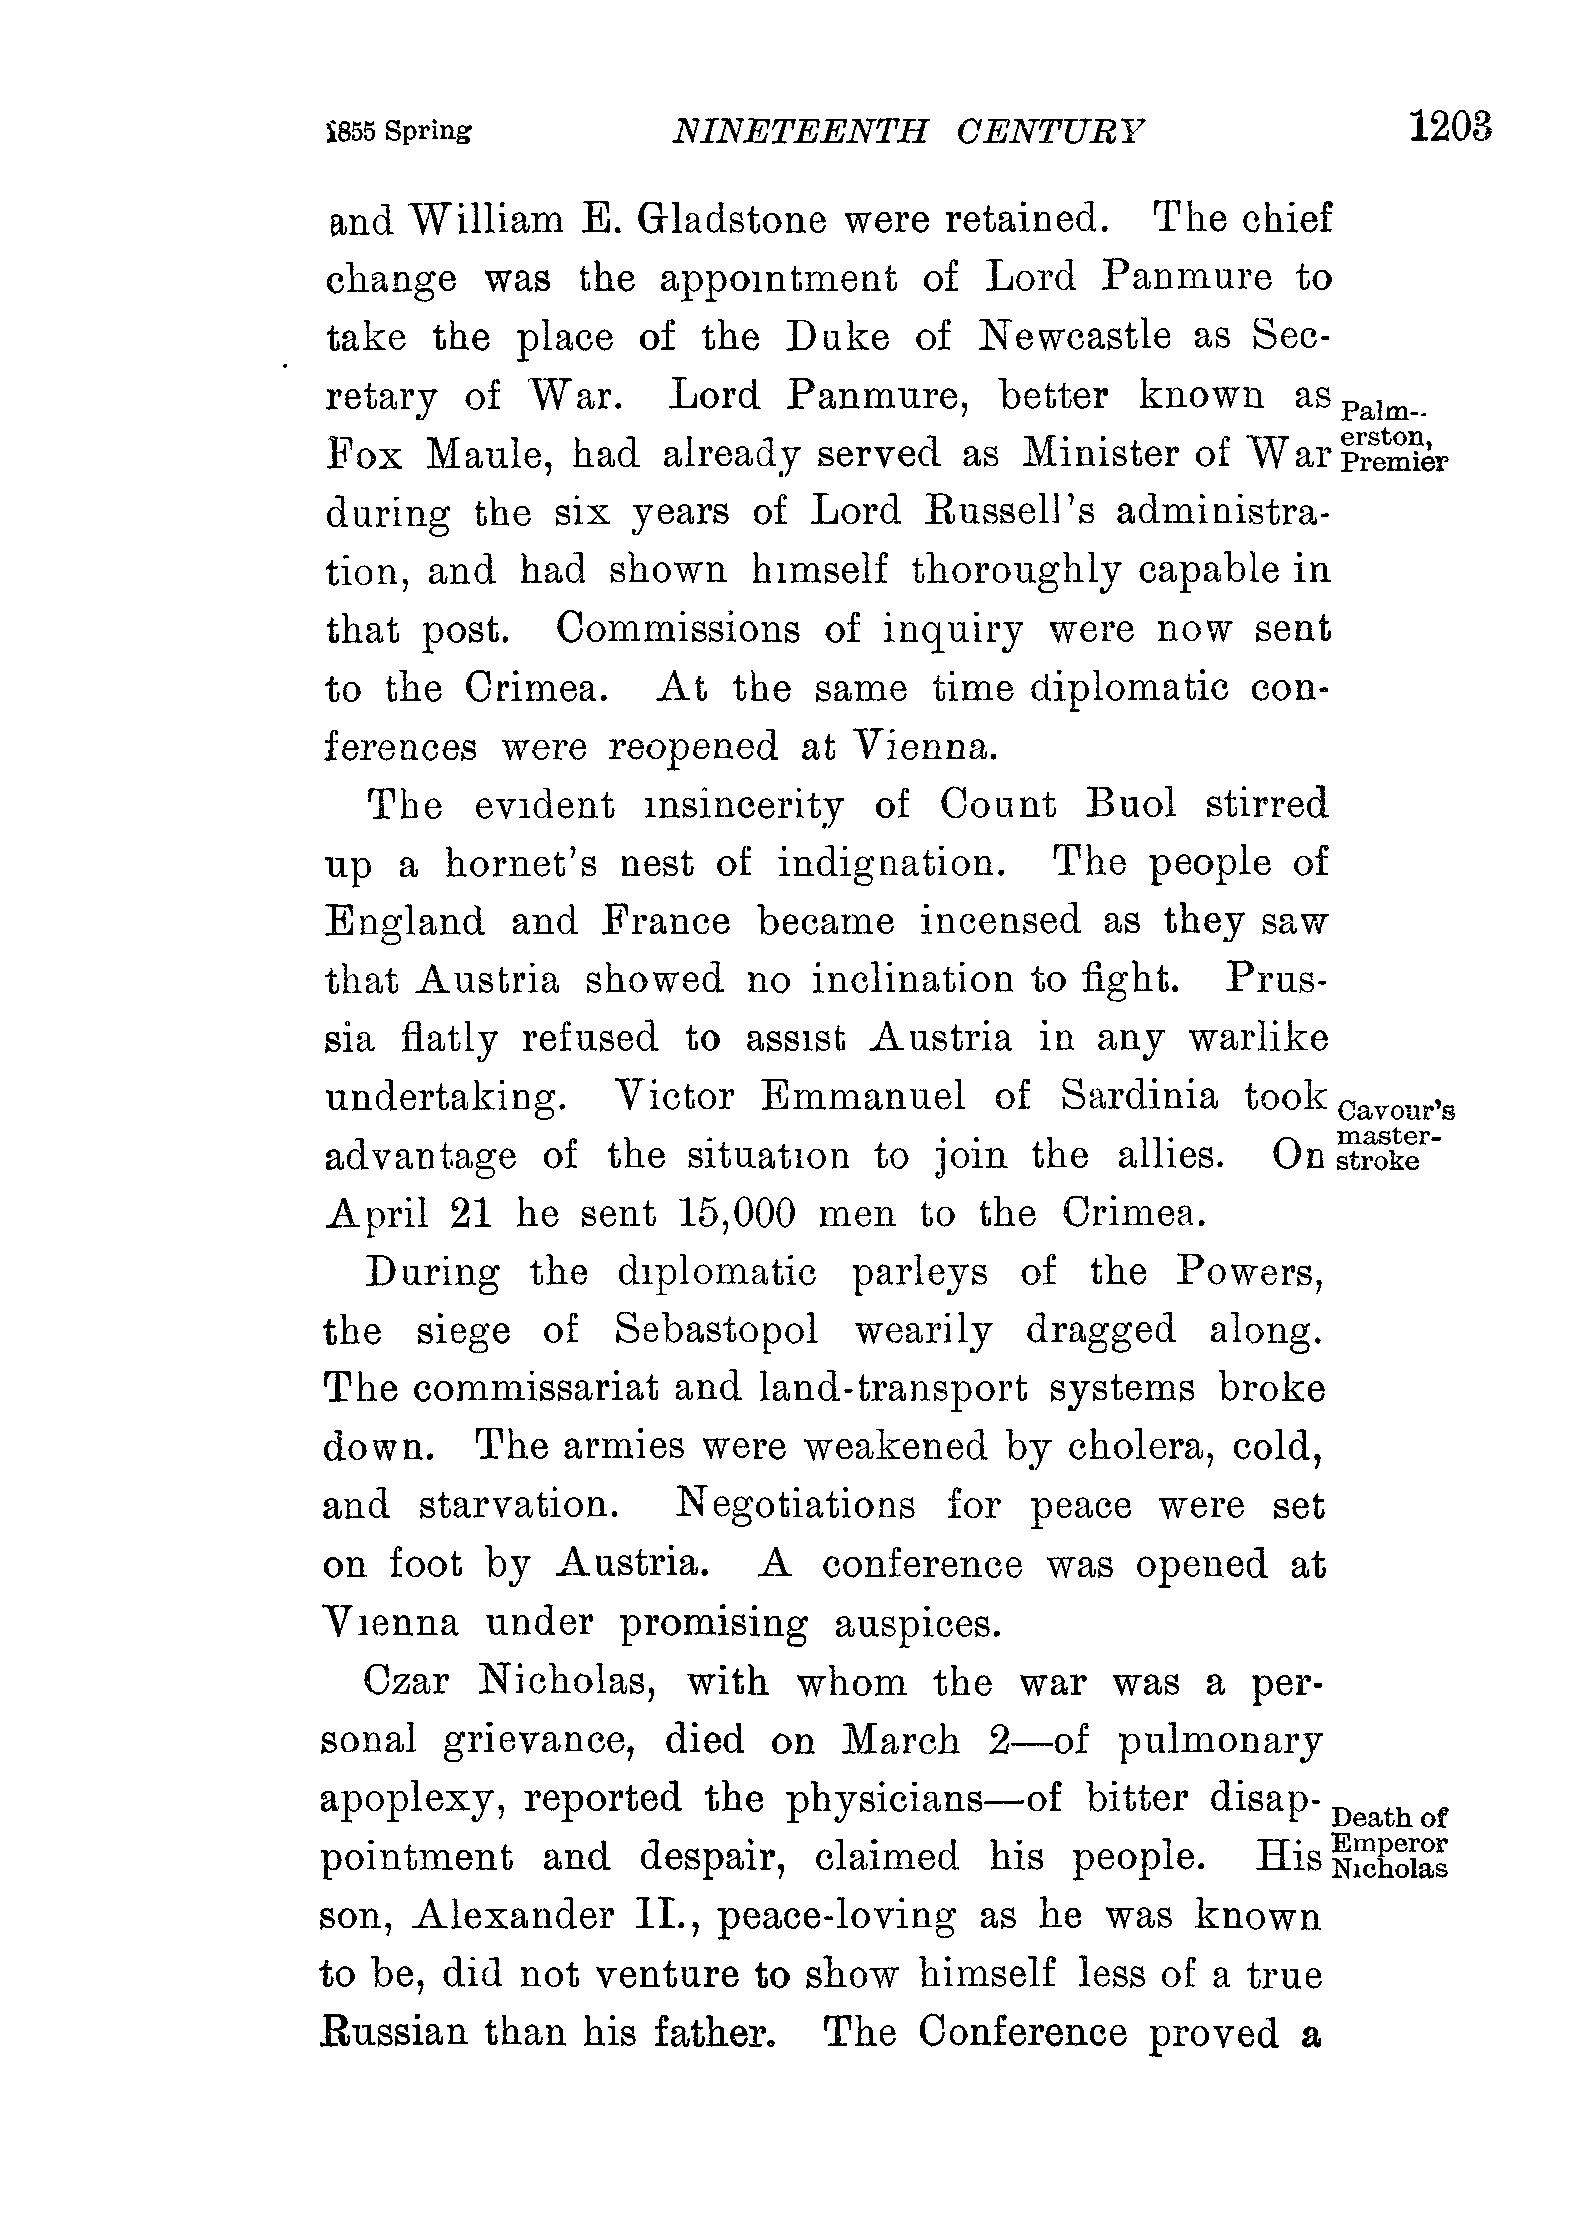 1855 Spring NINETEENTH CENTURY 1203
and William E. Gladstone were retained. The chief
change was the appointment of Lord Panmure to
take the place of the Duke of Newcastle as Sec-
retary of War. Lord Panmure, better known as
Fox Maule, had already served as Minister of War
Palm-
erston,
Premier
during the six years of Lord Russell's administra-
tion, and had shown himself thoroughly capable in
that post. Commissions of inquiry were now sent
to the Crimea. At the same time diplomatic con-
ferences were reopened at Vienna.
The evident insincerity of Count Buol stirred
up a hornet's nest of indignation. The people of
England and France became incensed as they saw
that Austria showed no inclination to fight. Prus-
sia flatly refused to assist Austria in any warlike
undertaking. Victor Emmanuel of Sardinia took
advantage of the situation to join the allies. On
Cavour's
master-
stroke
April 21 he sent 15,000 men to the Crimea.
During the diplomatic parleys of the Powers,
the siege of Sebastopol wearily dragged along.
The commissariat and land-transport systems broke
down. The armies were weakened by cholera, cold,
and starvation. Negotiations for peace were set
on foot by Austria. A conference was opened at
Vienna under promising auspices.
Czar Nicholas, with whom the war was a per-
sonal grievance, died on March 2—of pulmonary
apoplexy, reported the physicians—of bitter disap-
pointment and despair, claimed his people. His
Death of
Emperor
Nicholas
son, Alexander II., peace-loving as he was known
to be, did not venture to show himself less of a true
Russian than his father. The Conference proved a